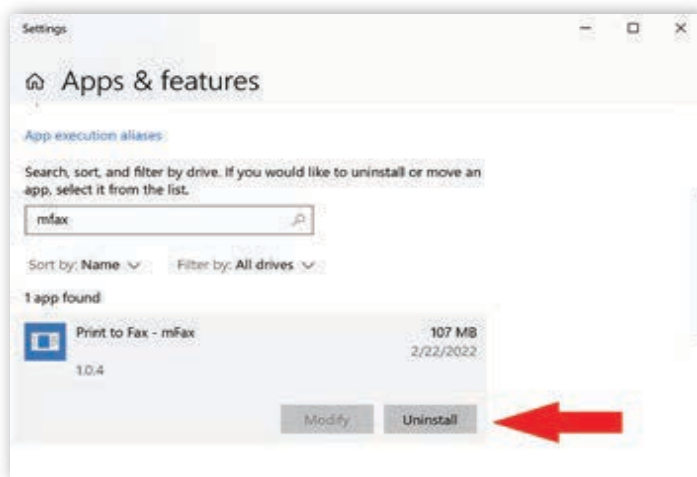 Settings
Apps & features
App execution aliases
Search, sort, and filter by drive. If you would like to uninstall or move an
app, select it from the list.
mfax
Sort by: Name Filter by: All drives
1 app found
Print to Fax - mFax 107 MB
2/22/2022
1.0.4
Modify Uninstall